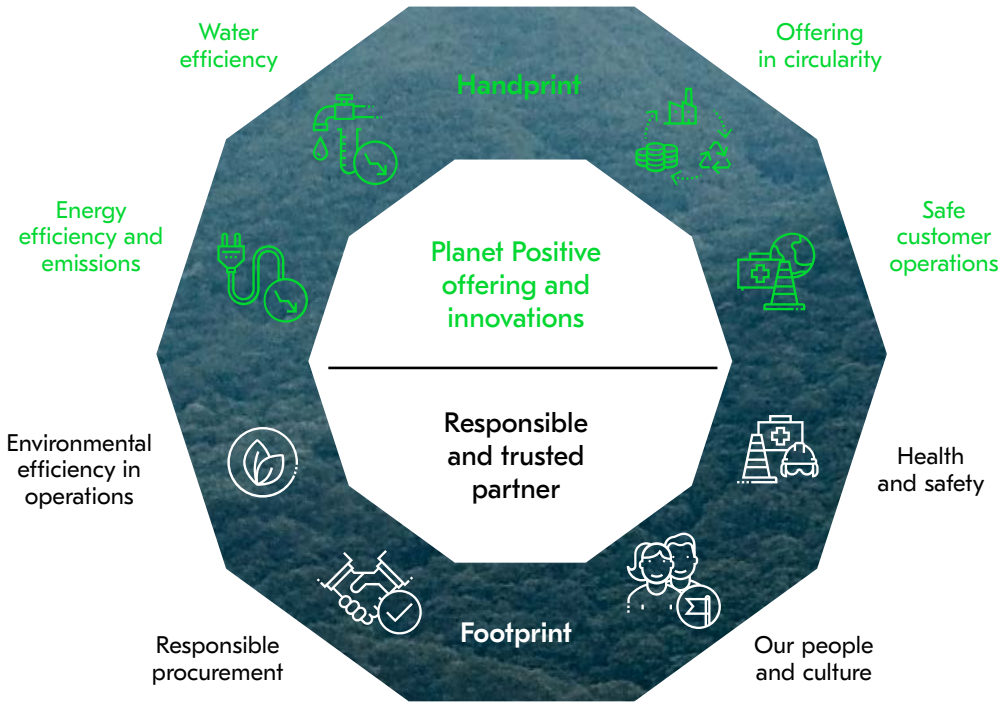 Water
efficiency
Offering
in circularity
Handprint
Energy
efficiency and
emissions
Safe
customer
operations
Planet Positive
offering and
innovations
Responsible
and trusted
partner
Environmental
efficiency in
operations
Health
and safety
Footprint
Responsible
procurement
Our people
and culture